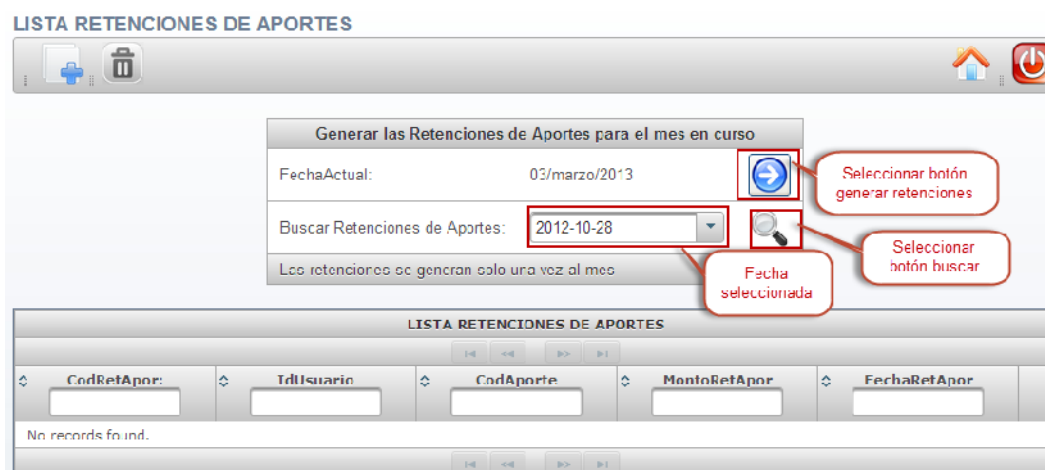 LISTA RETENCIONES DE APORTES
Generar las Retenciones de Aportes para el mes en curso
FechaActual: 03/marzo/2013
Seleccionar botón
generar retenciones
Buscar Retenciones de Aportes: 2012-10-28
Seleccionar
botón buscar
Las retenciones se generan solo una vez al mes
Fecha
seleccionada
LISTA RETENCIONES DE APORTES
CodRetApor: IdUsuario CodAporte MontoRetApor FechaRetApor
No records found.